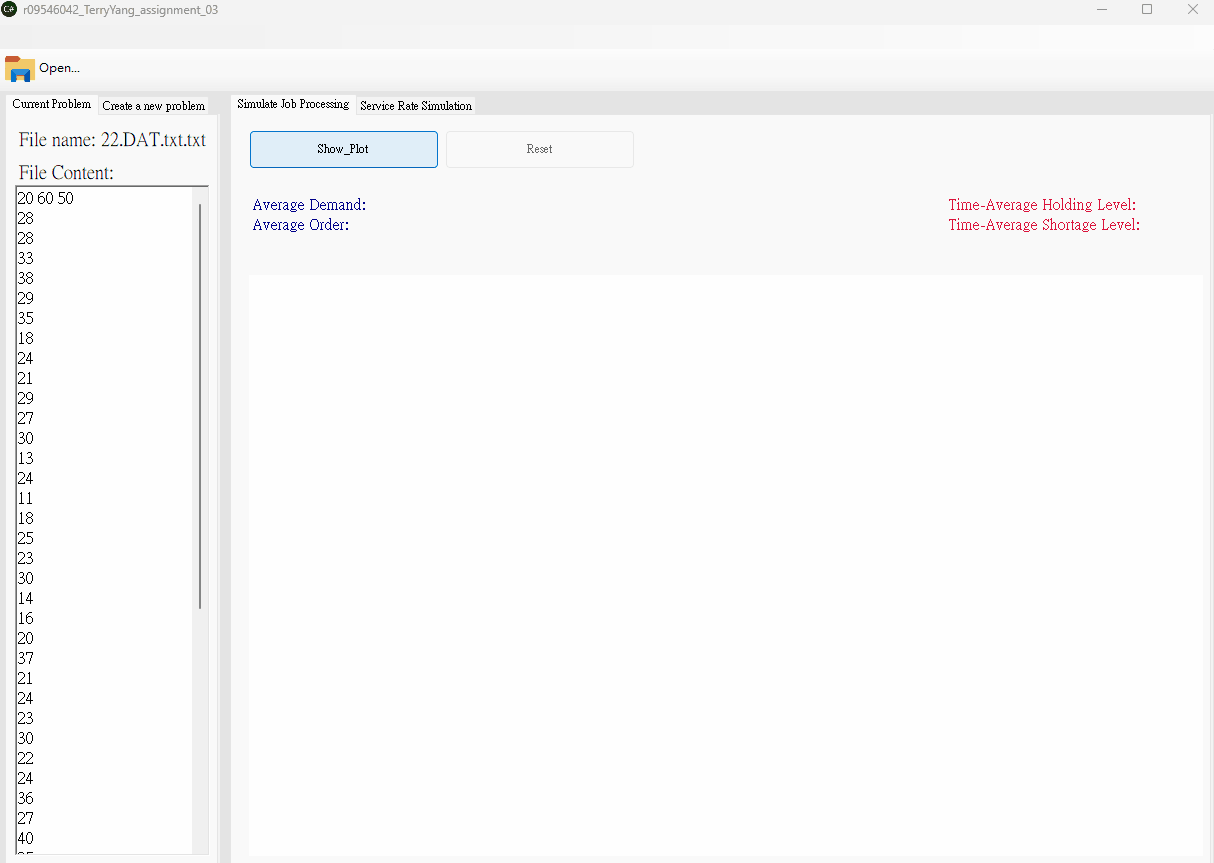 C# r09546042_TerryYang_assignment_03
Open...
Current Problem
Create a new problem
File name: 22.DAT.txt.txt
File Content:
20 60 50
28
28
33
38
29
35
18
24
21
29
27
30
13
24
11
18
25
23
30
14
16
20
37
21
24
23
30
22
24
36
27
40
Simulate Job Processing
Service Rate Simulation
Show_Plot
Reset
Average Demand:
Average Order:
Time-Average Holding Level:
Time-Average Shortage Level: